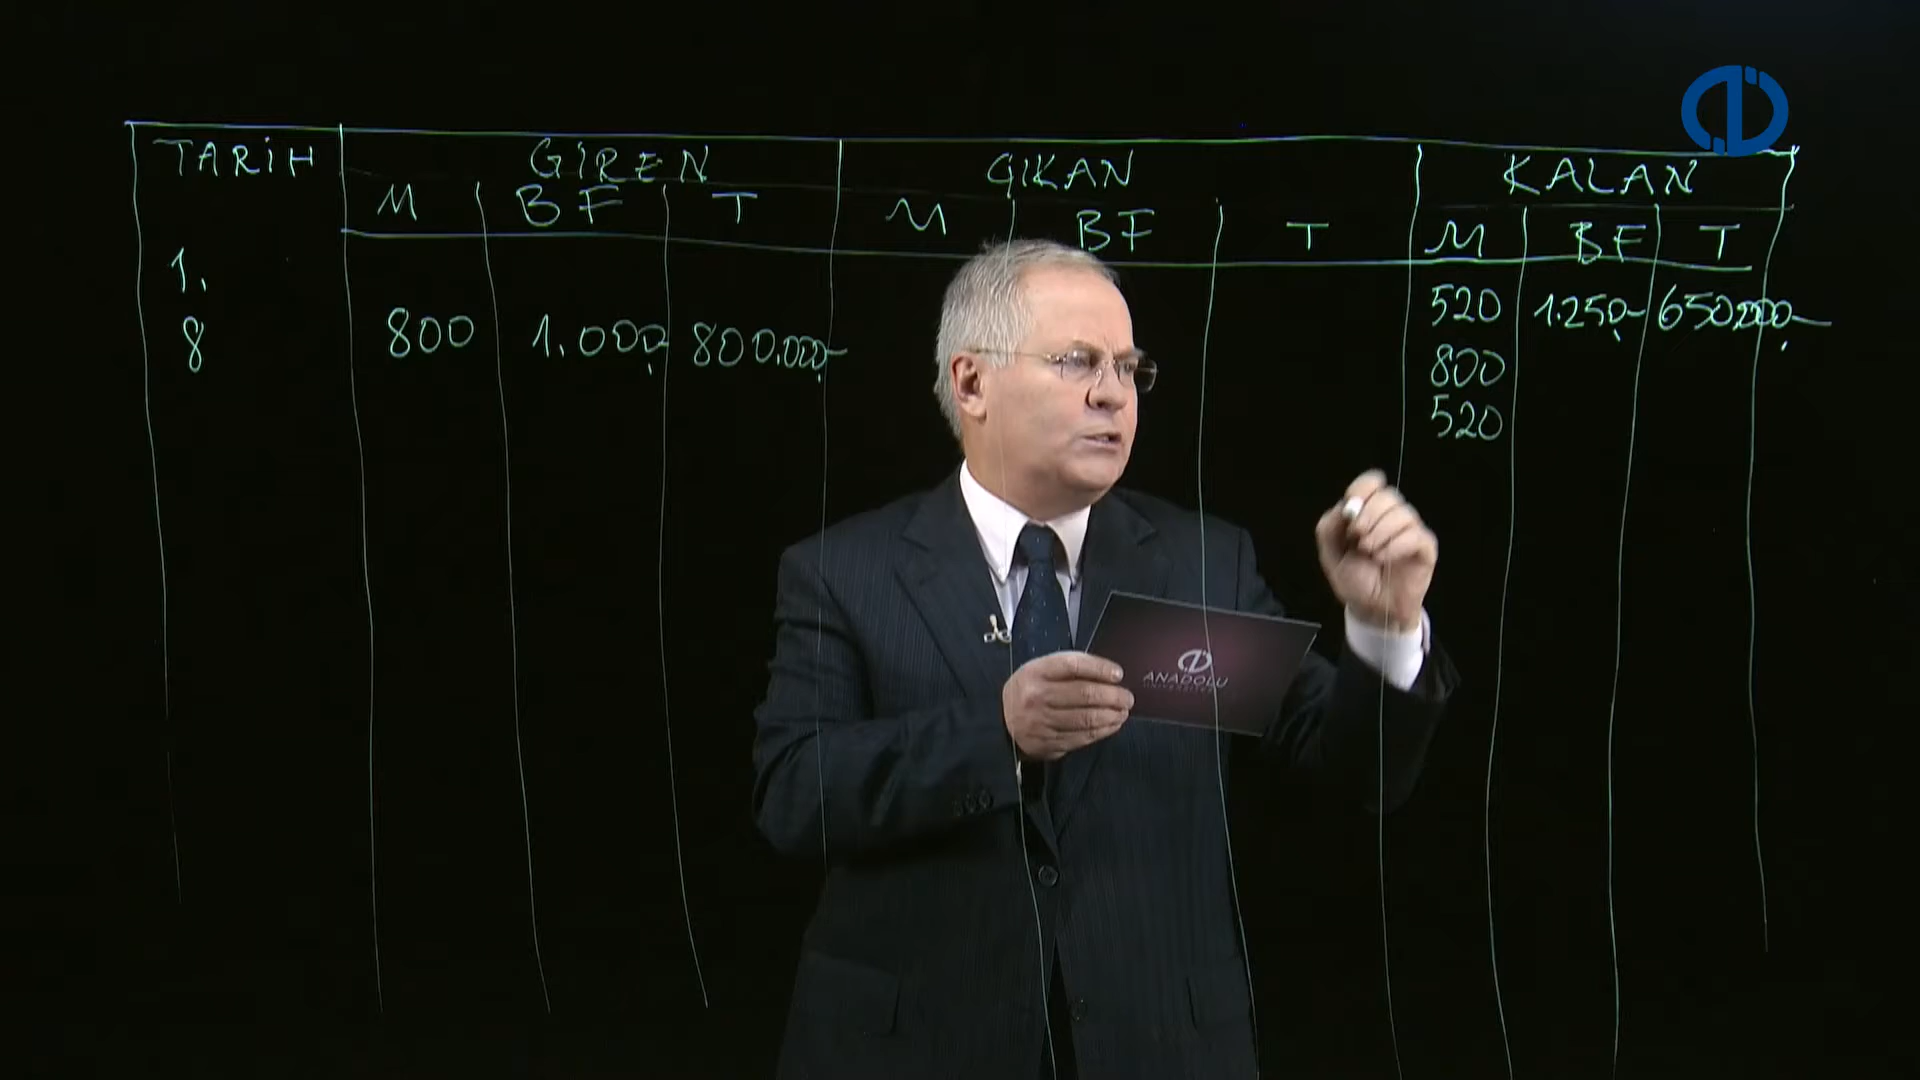 TARİH GİREN ÇIKAN KALAN
M BF T M BF T M BF T
1. 520 1.250,- 650.000,-
8 800 1.000,- 800.000,- 800
520
ANADOLU